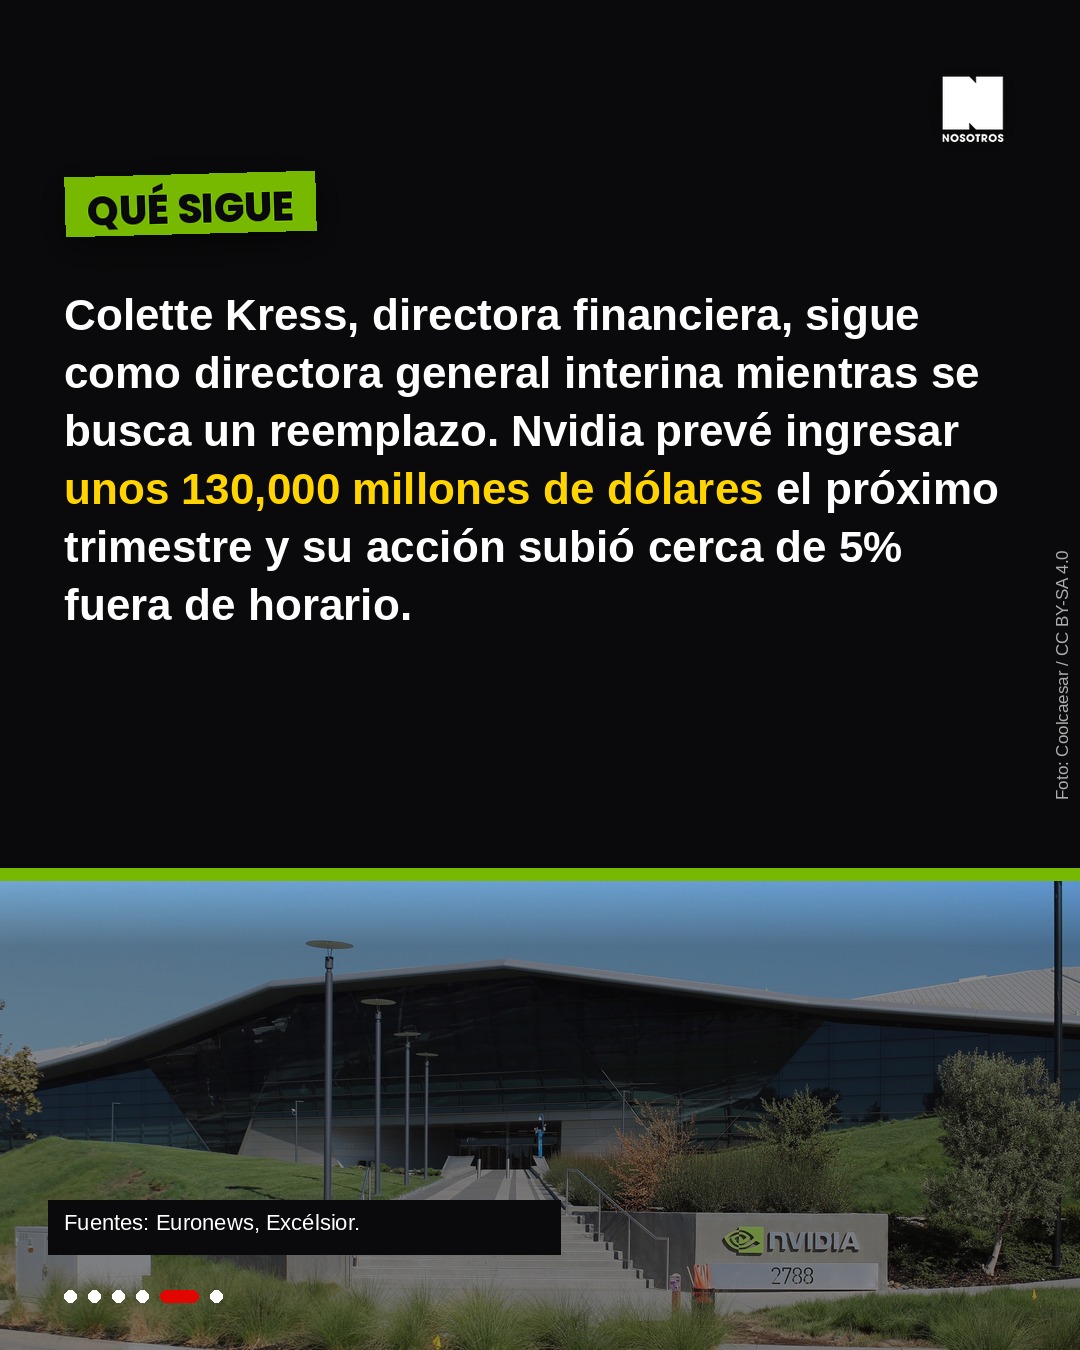 NOSOTROS
QUÉ SIGUE
Colette Kress, directora financiera, sigue
como directora general interina mientras se
busca un reemplazo. Nvidia prevé ingresar
unos 130,000 millones de dólares el próximo
trimestre y su acción subió cerca de 5%
fuera de horario.
Foto: Coolcaesar / CC BY-SA 4.0
Fuentes: Euronews, Excélsior.
nVIDIA
2788